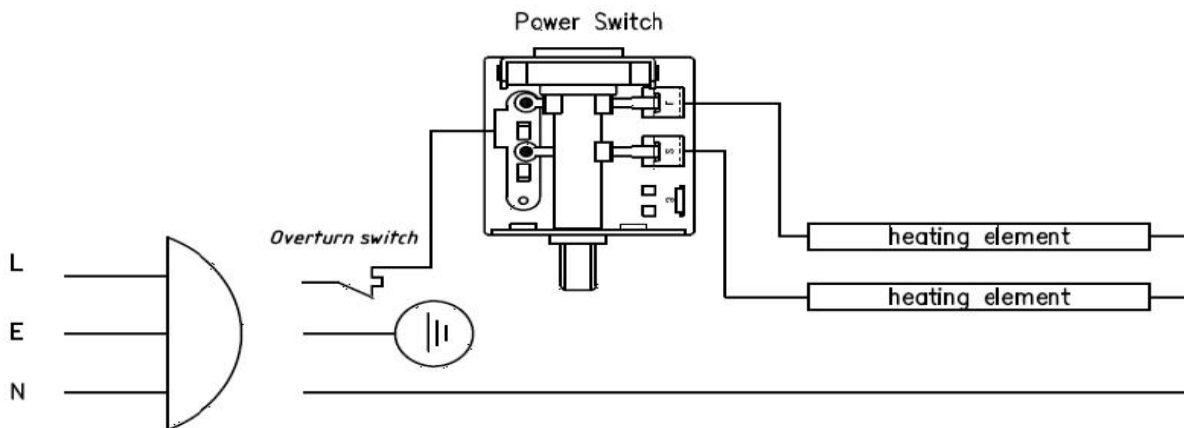 Power Switch
Overturn switch
L
E
N
heating element
heating element